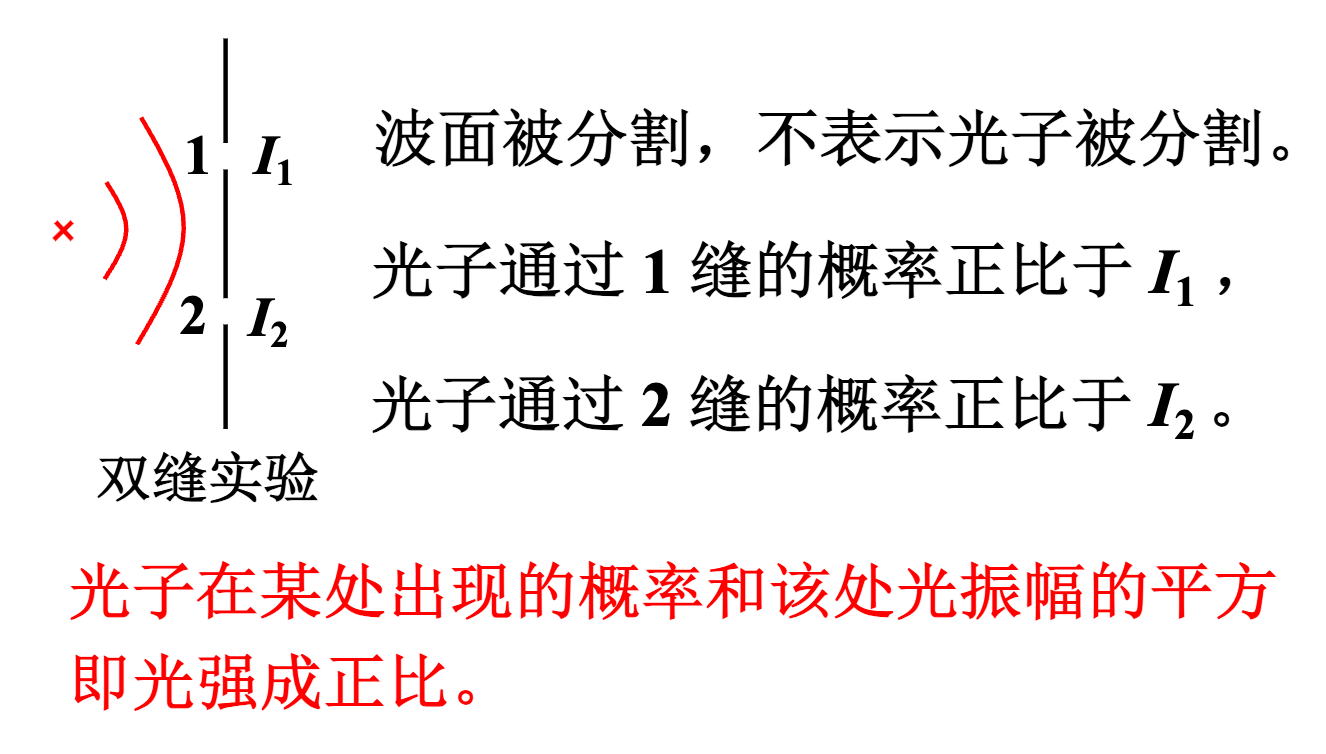 波面被分割，不表示光子被分割。
1 I₁
光子通过 1 缝的概率正比于 I₁，
×
2 I₂
光子通过 2 缝的概率正比于 I₂。
双缝实验
光子在某处出现的概率和该处光振幅的平方
即光强成正比。